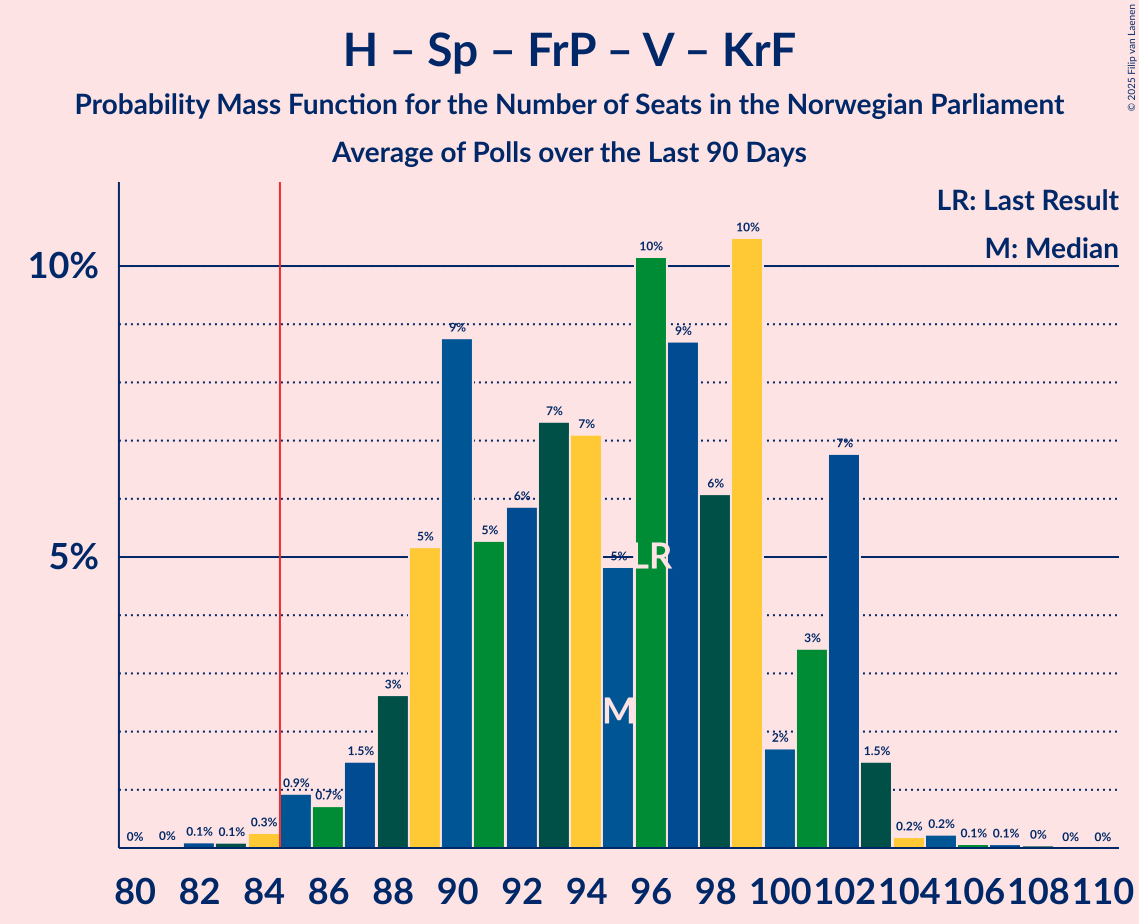 © 2025 Filip van Laenen
H – Sp – FrP – V – KrF
Probability Mass Function for the Number of Seats in the Norwegian Parliament
Average of Polls over the Last 90 Days
LR: Last Result
M: Median
10%
5%
0% 0% 0.1% 0.1% 0.3% 0.9% 0.7% 1.5% 3% 5% 9% 5% 6% 7% 7% 5% 10% 9% 6% 10% 2% 3% 7% 1.5% 0.2% 0.2% 0.1% 0.1% 0% 0% 0%
LR
M
80 82 84 86 88 90 92 94 96 98 100 102 104 106 108 110